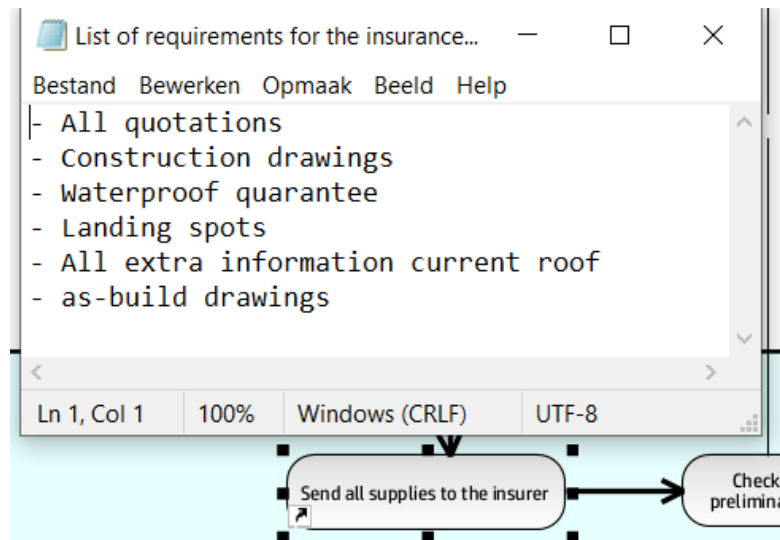 List of requirements for the insurance...
Bestand Bewerken Opmaak Beeld Help
- All quotations
- Construction drawings
- Waterproof quarantee
- Landing spots
- All extra information current roof
- as-build drawings
Ln 1, Col 1 100% Windows (CRLF) UTF-8
Send all supplies to the insurer
Check